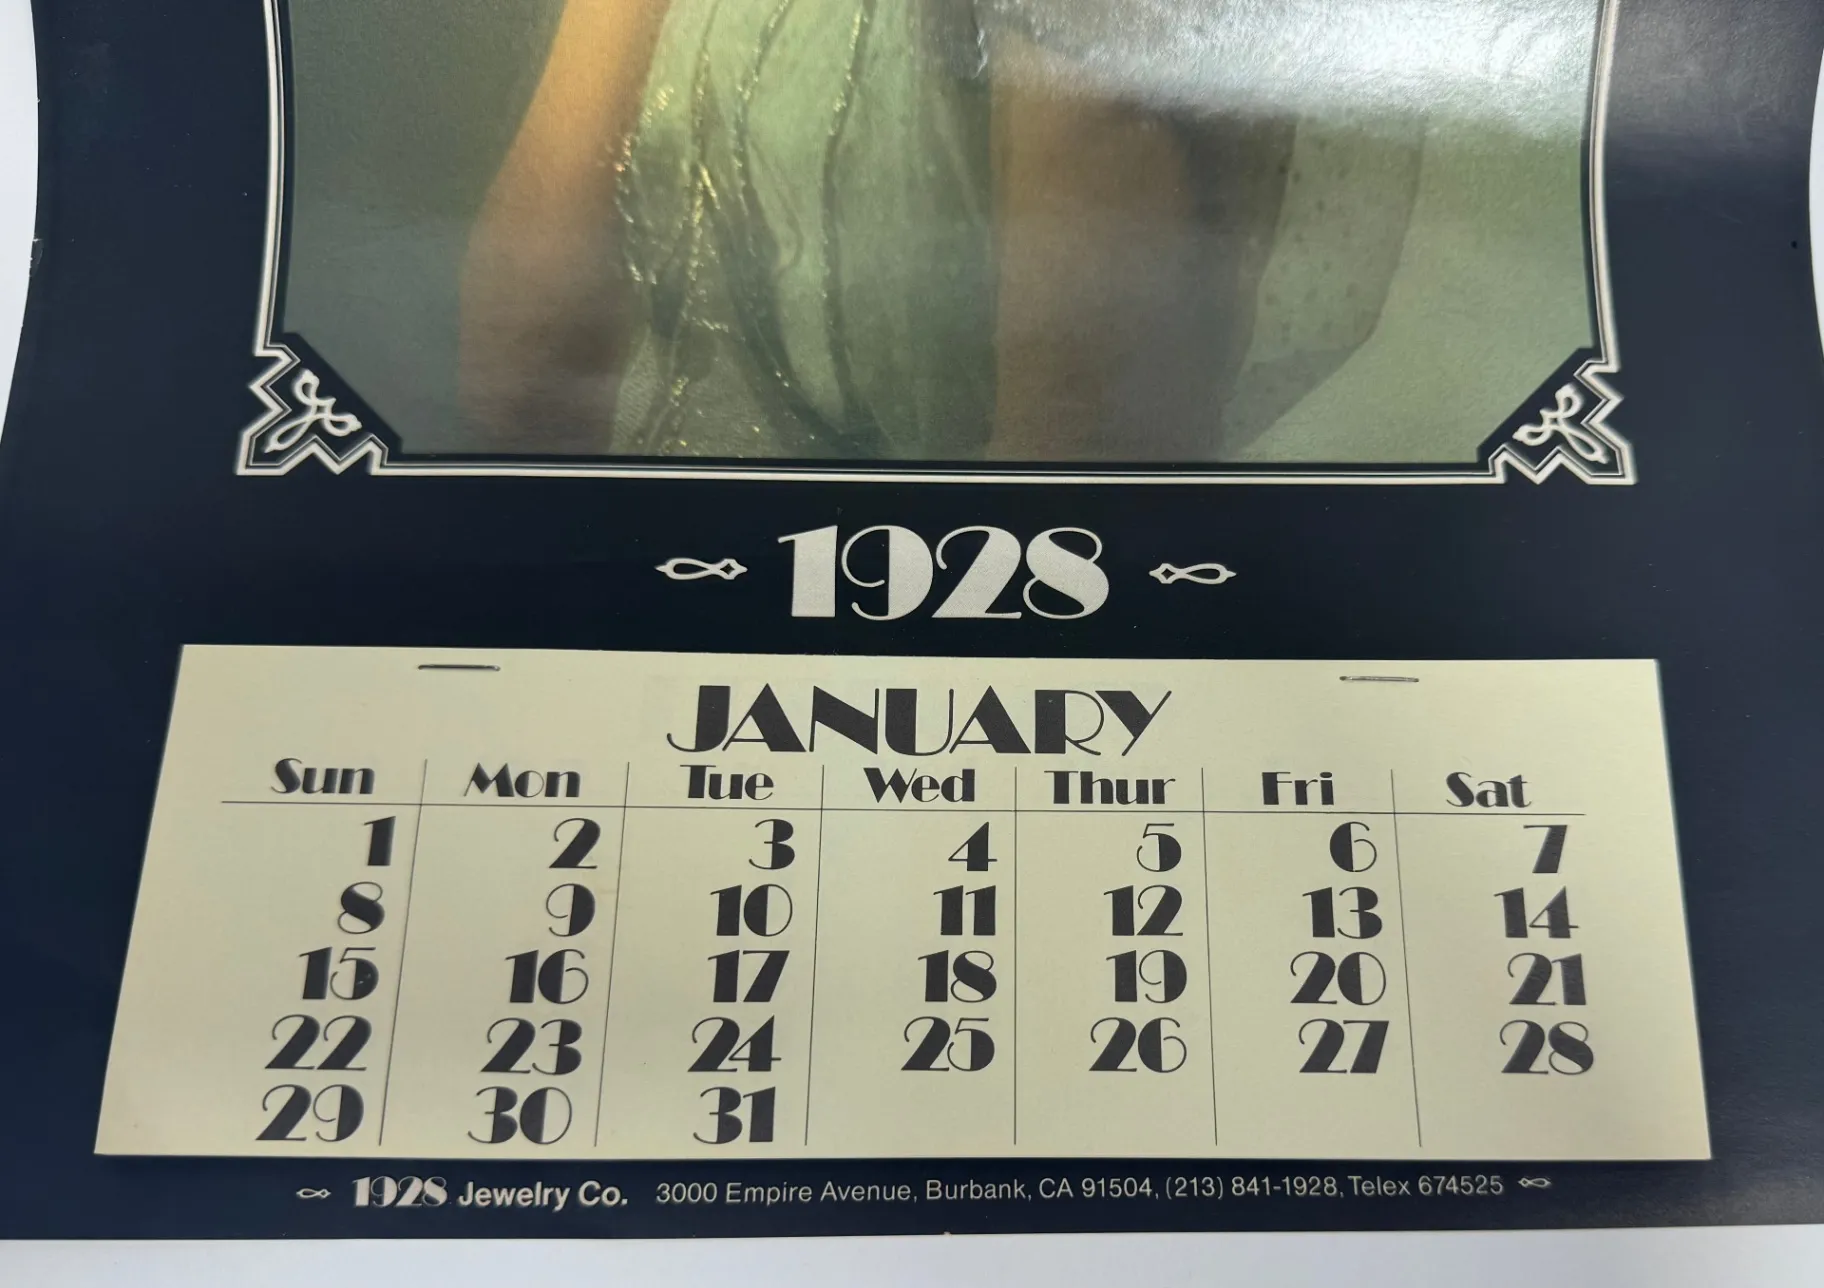 1928
JANUARY
Sun Mon Tue Wed Thur Fri Sat
1 2 3 4 5 6 7
8 9 10 11 12 13 14
15 16 17 18 19 20 21
22 23 24 25 26 27 28
29 30 31
1928 Jewelry Co. 3000 Empire Avenue, Burbank, CA 91504, (213) 841-1928, Telex 674525